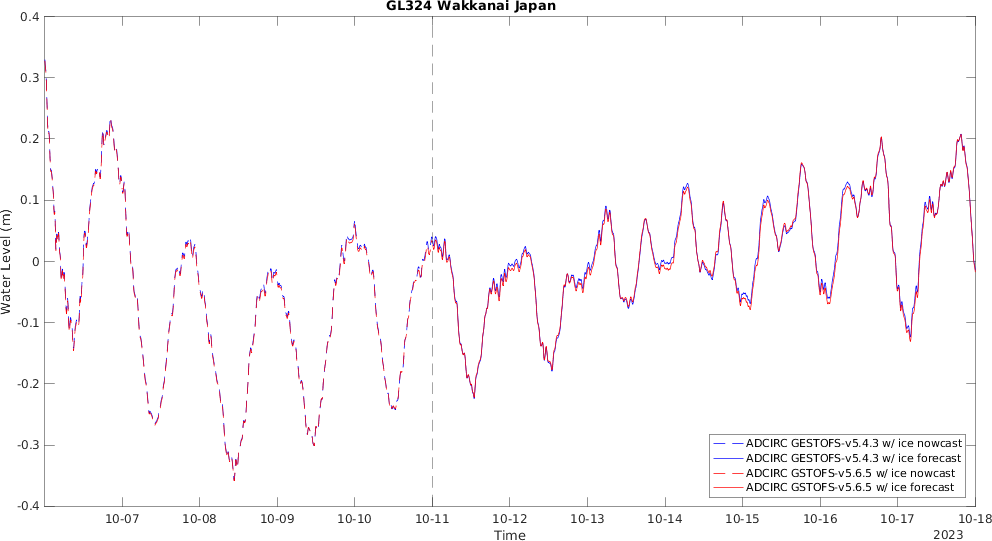 GL324 Wakkanai Japan
0.4
0.3
0.2
0.1
0
-0.1
-0.2
-0.3
-0.4
Water Level (m)
ADCIRC GESTOFS-v5.4.3 w/ ice nowcast
ADCIRC GESTOFS-v5.4.3 w/ ice forecast
ADCIRC GSTOFS-v5.6.5 w/ ice nowcast
ADCIRC GSTOFS-v5.6.5 w/ ice forecast
10-07 10-08 10-09 10-10 10-11 10-12 10-13 10-14 10-15 10-16 10-17 10-18
Time
2023